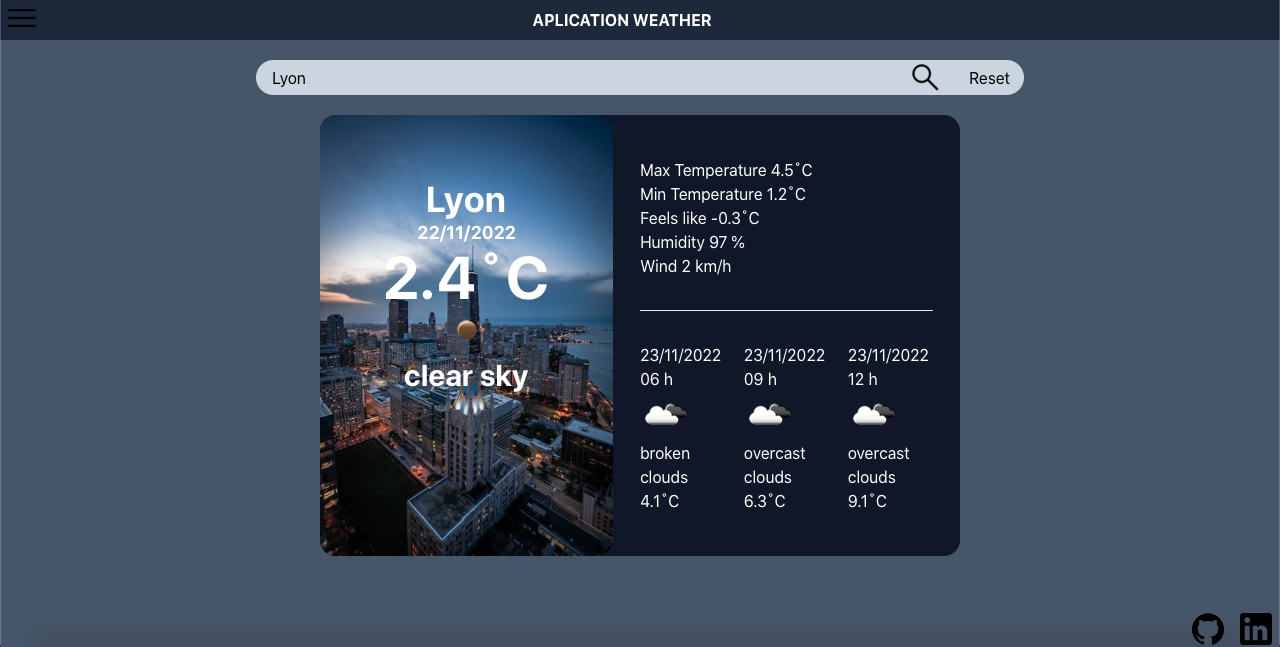 APLICATION WEATHER
Lyon
Reset
Lyon
22/11/2022
2.4°C
clear sky
Max Temperature 4.5°C
Min Temperature 1.2°C
Feels like -0.3°C
Humidity 97 %
Wind 2 km/h
23/11/2022
06 h
broken
clouds
4.1°C
23/11/2022
09 h
overcast
clouds
6.3°C
23/11/2022
12 h
overcast
clouds
9.1°C
in